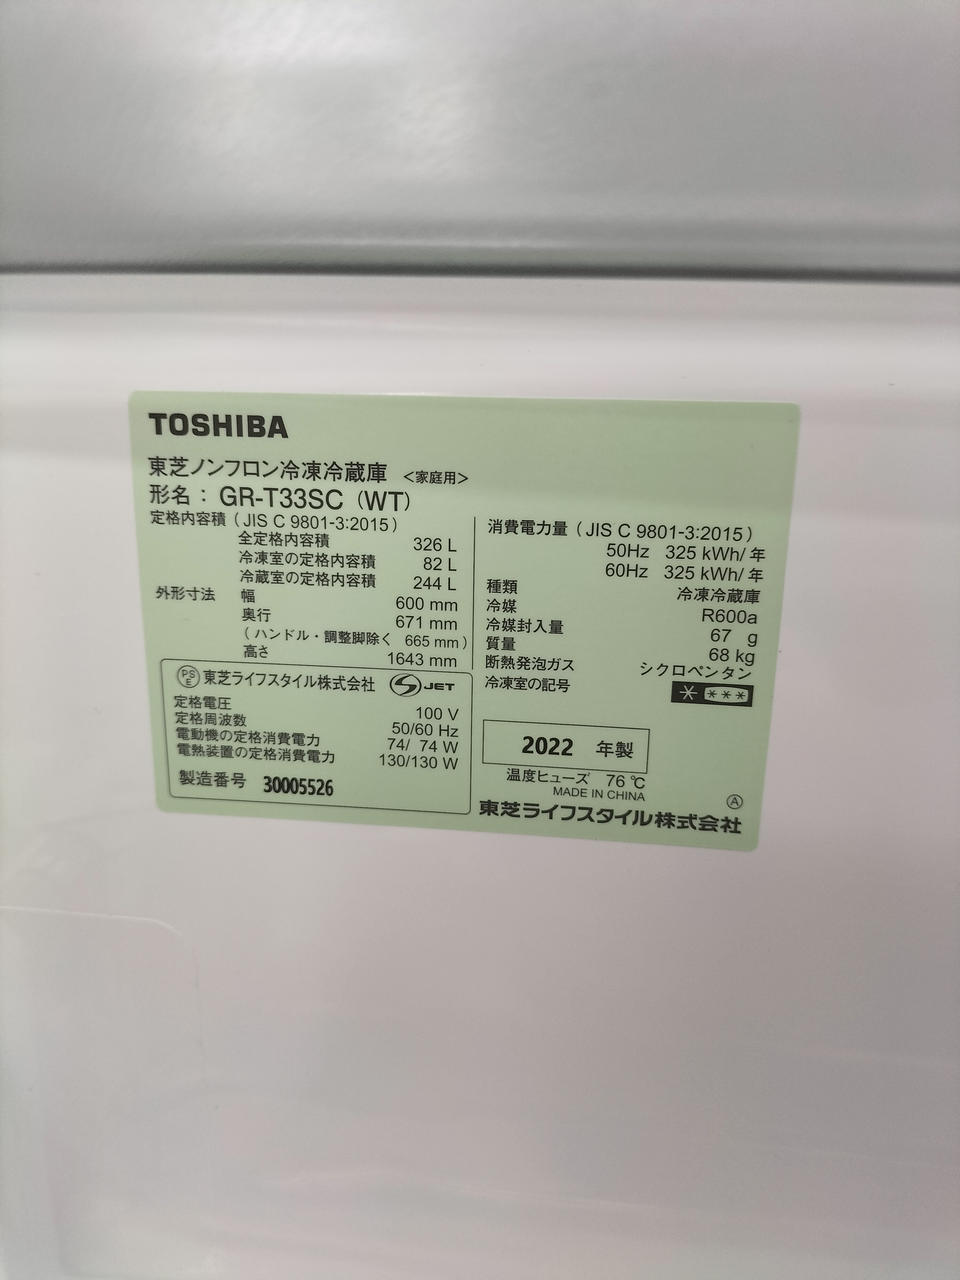 TOSHIBA
東芝ノンフロン冷凍冷蔵庫 <家庭用>
形名：GR-T33SC (WT)
定格内容積 (JIS C 9801-3:2015)
全定格内容積 326 L
冷凍室の定格内容積 82 L
冷蔵室の定格内容積 244 L
外形寸法 幅 600 mm
奥行 671 mm
(ハンドル・調整脚除く 665 mm)
高さ 1643 mm
PS
E
東芝ライフスタイル株式会社 S JET
定格電圧 100 V
定格周波数 50/60 Hz
電動機の定格消費電力 74/ 74 W
電熱装置の定格消費電力 130/130 W
製造番号 30005526
消費電力量 (JIS C 9801-3:2015)
50Hz 325 kWh/年
60Hz 325 kWh/年
種類 冷凍冷蔵庫
冷媒 R600a
冷媒封入量 67 g
質量 68 kg
断熱発泡ガス シクロペンタン
冷凍室の記号 * ***
2022 年製
温度ヒューズ 76 ℃
MADE IN CHINA
Ⓐ
東芝ライフスタイル株式会社